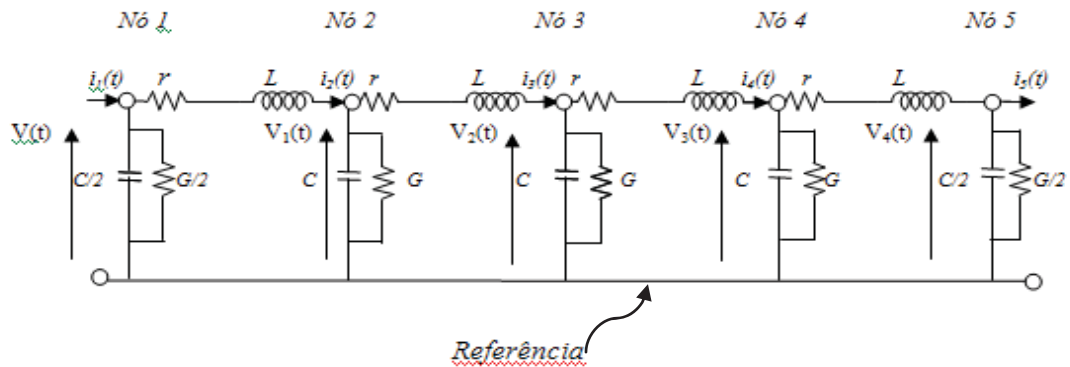 Nó 1 Nó 2 Nó 3 Nó 4 Nó 5
i₁(t) r L i₂(t) r L i₃(t) r L i₄(t) r L i₅(t)
V(t) V₁(t) V₂(t) V₃(t) V₄(t)
C/2 G/2 C G C G C G C/2 G/2
Referência